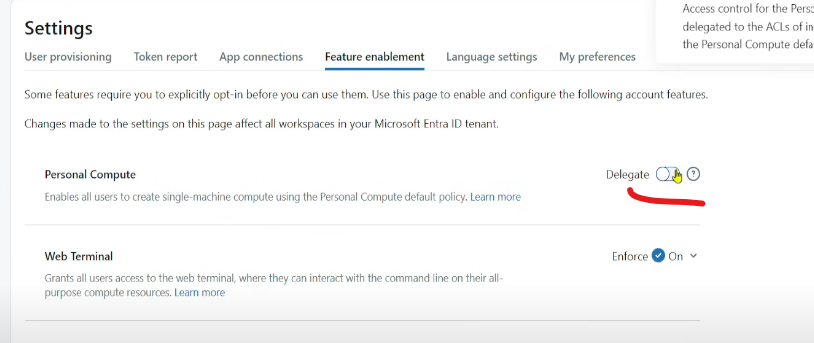 Access control for the
delegated to the ACLs of
the Personal Compute
Settings
User provisioning Token report App connections Feature enablement Language settings My preferences
Some features require you to explicitly opt-in before you can use them. Use this page to enable and configure the following account features.
Changes made to the settings on this page affect all workspaces in your Microsoft Entra ID tenant.
Personal Compute
Delegate ?
Enables all users to create single-machine compute using the Personal Compute default policy. Learn more
Web Terminal
Enforce On
Grants all users access to the web terminal, where they can interact with the command line on their all-
purpose compute resources. Learn more